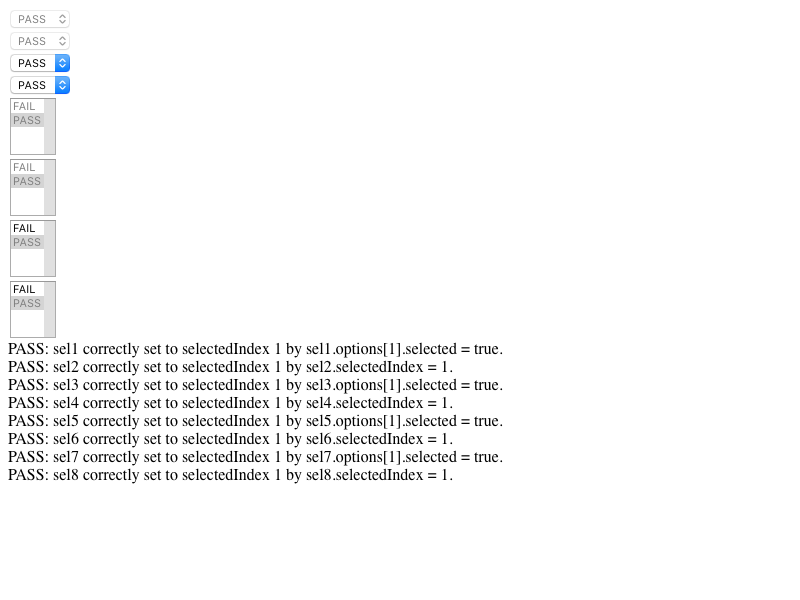 PASS
PASS
PASS
PASS
FAIL
PASS
FAIL
PASS
FAIL
PASS
FAIL
PASS
PASS: sel1 correctly set to selectedIndex 1 by sel1.options[1].selected = true.
PASS: sel2 correctly set to selectedIndex 1 by sel2.selectedIndex = 1.
PASS: sel3 correctly set to selectedIndex 1 by sel3.options[1].selected = true.
PASS: sel4 correctly set to selectedIndex 1 by sel4.selectedIndex = 1.
PASS: sel5 correctly set to selectedIndex 1 by sel5.options[1].selected = true.
PASS: sel6 correctly set to selectedIndex 1 by sel6.selectedIndex = 1.
PASS: sel7 correctly set to selectedIndex 1 by sel7.options[1].selected = true.
PASS: sel8 correctly set to selectedIndex 1 by sel8.selectedIndex = 1.